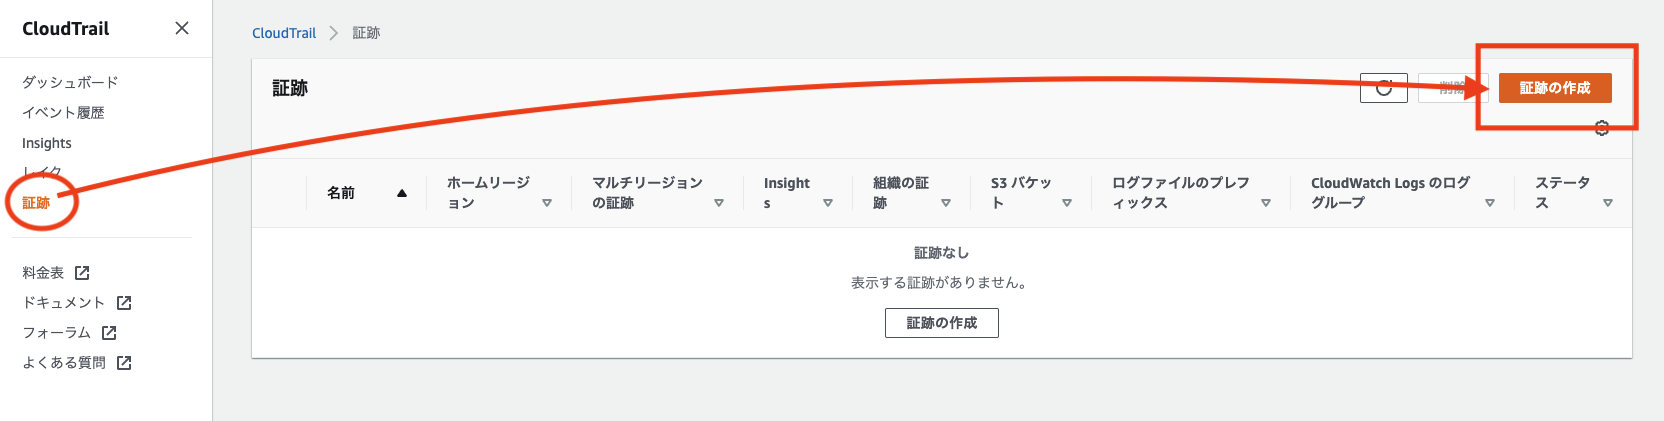 CloudTrail
ダッシュボード
イベント履歴
Insights
レイク
証跡
料金表
ドキュメント
フォーラム
よくある質問
CloudTrail > 証跡
証跡
削除
証跡の作成
名前
ホームリージ
ョン
マルチリージョン
の証跡
Insight
s
組織の証
跡
S3 バケッ
ト
ログファイルのプレフ
ィックス
CloudWatch Logs のログ
グループ
ステータ
ス
証跡なし
表示する証跡がありません。
証跡の作成